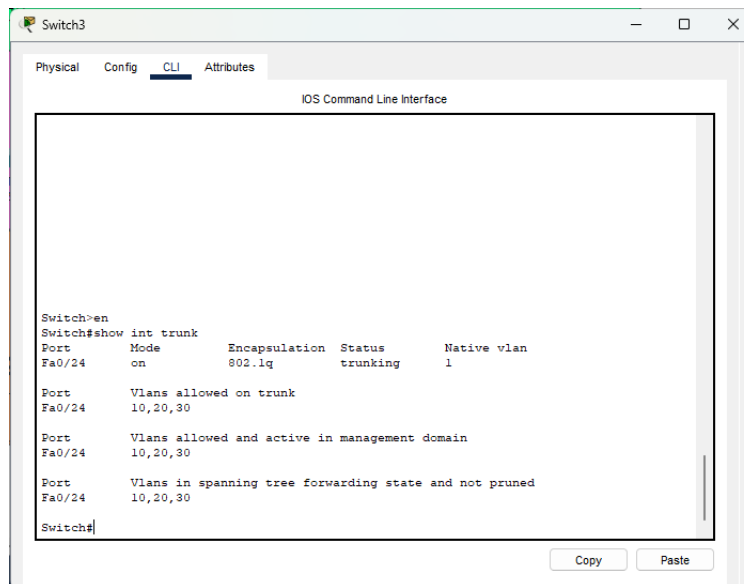 Switch3
Physical Config CLI Attributes
IOS Command Line Interface
Switch>en
Switch#show int trunk
Port Mode Encapsulation Status Native vlan
Fa0/24 on 802.1q trunking 1
Port Vlans allowed on trunk
Fa0/24 10,20,30
Port Vlans allowed and active in management domain
Fa0/24 10,20,30
Port Vlans in spanning tree forwarding state and not pruned
Fa0/24 10,20,30
Switch#
Copy Paste